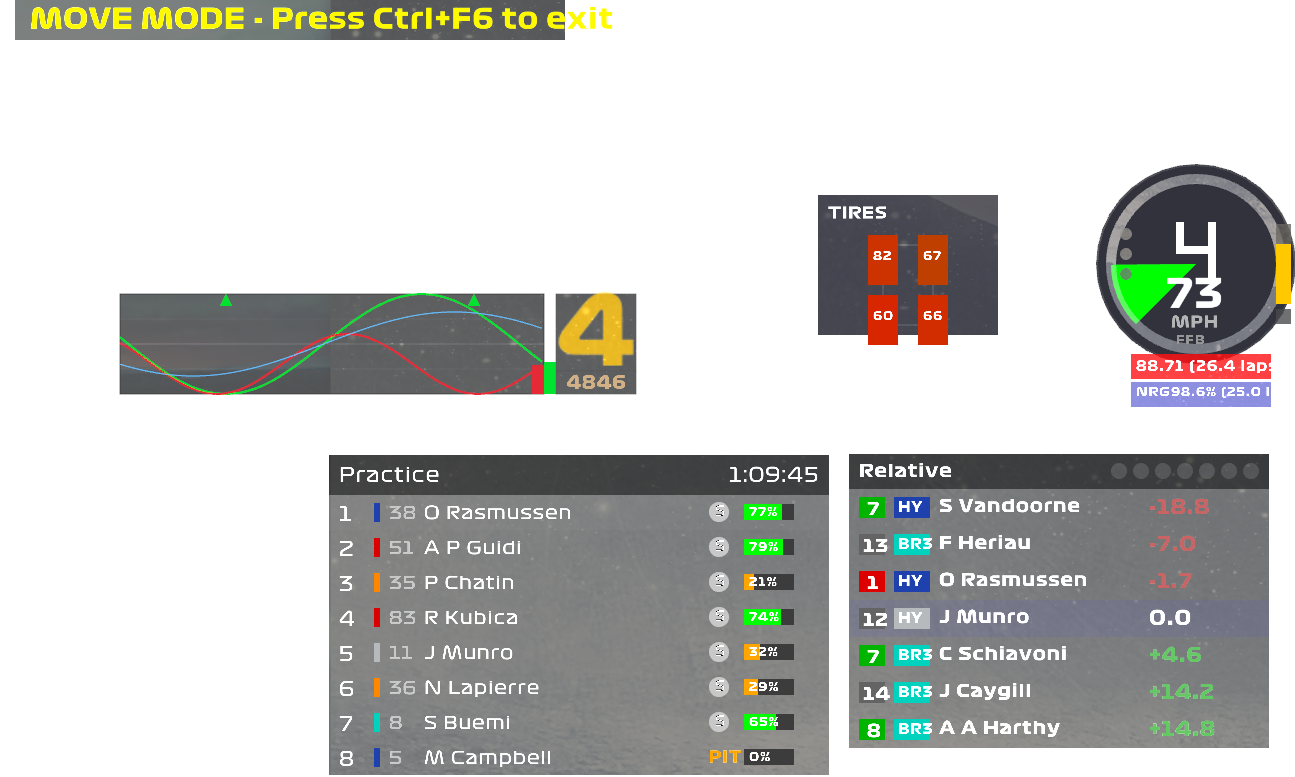 MOVE MODE - Press Ctrl+F6 to exit
TIRES
82 67
60 66
4
73
MPH
FFB
88.71 (26.4 laps
NRG98.6% (25.0 l
4
4846
Practice 1:09:45
1 38 O Rasmussen 77%
2 51 A P Guidi 79%
3 35 P Chatin 21%
4 83 R Kubica 74%
5 11 J Munro 32%
6 36 N Lapierre 29%
7 8 S Buemi 65%
8 5 M Campbell PIT 0%
Relative
7 HY S Vandoorne -18.8
13 BR3 F Heriau -7.0
1 HY O Rasmussen -1.7
12 HY J Munro 0.0
7 BR3 C Schiavoni +4.6
14 BR3 J Caygill +14.2
8 BR3 A A Harthy +14.8